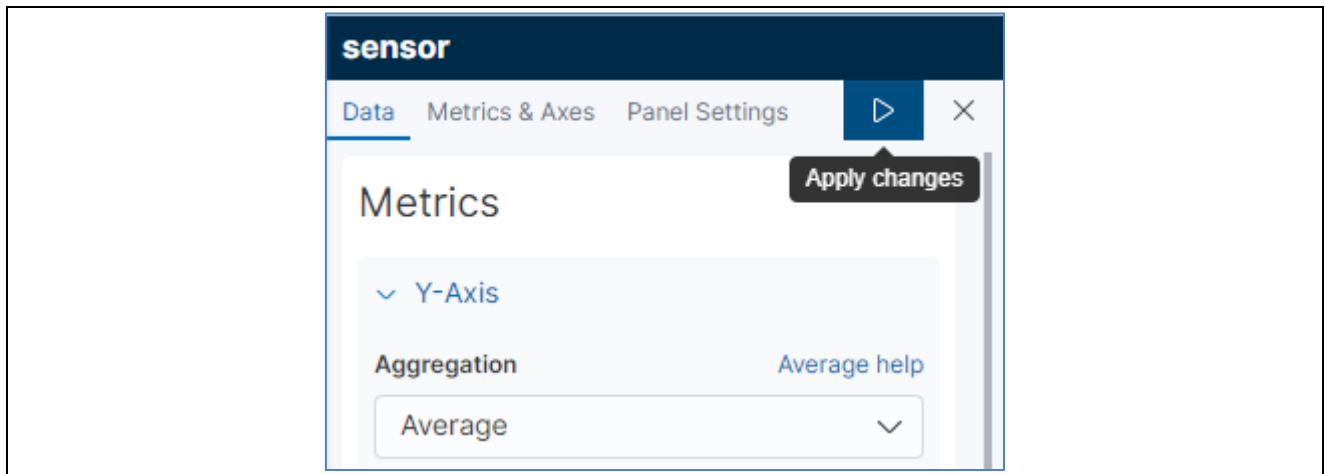 sensor
Data Metrics & Axes Panel Settings
Apply changes
Metrics
Y-Axis
Aggregation Average help
Average